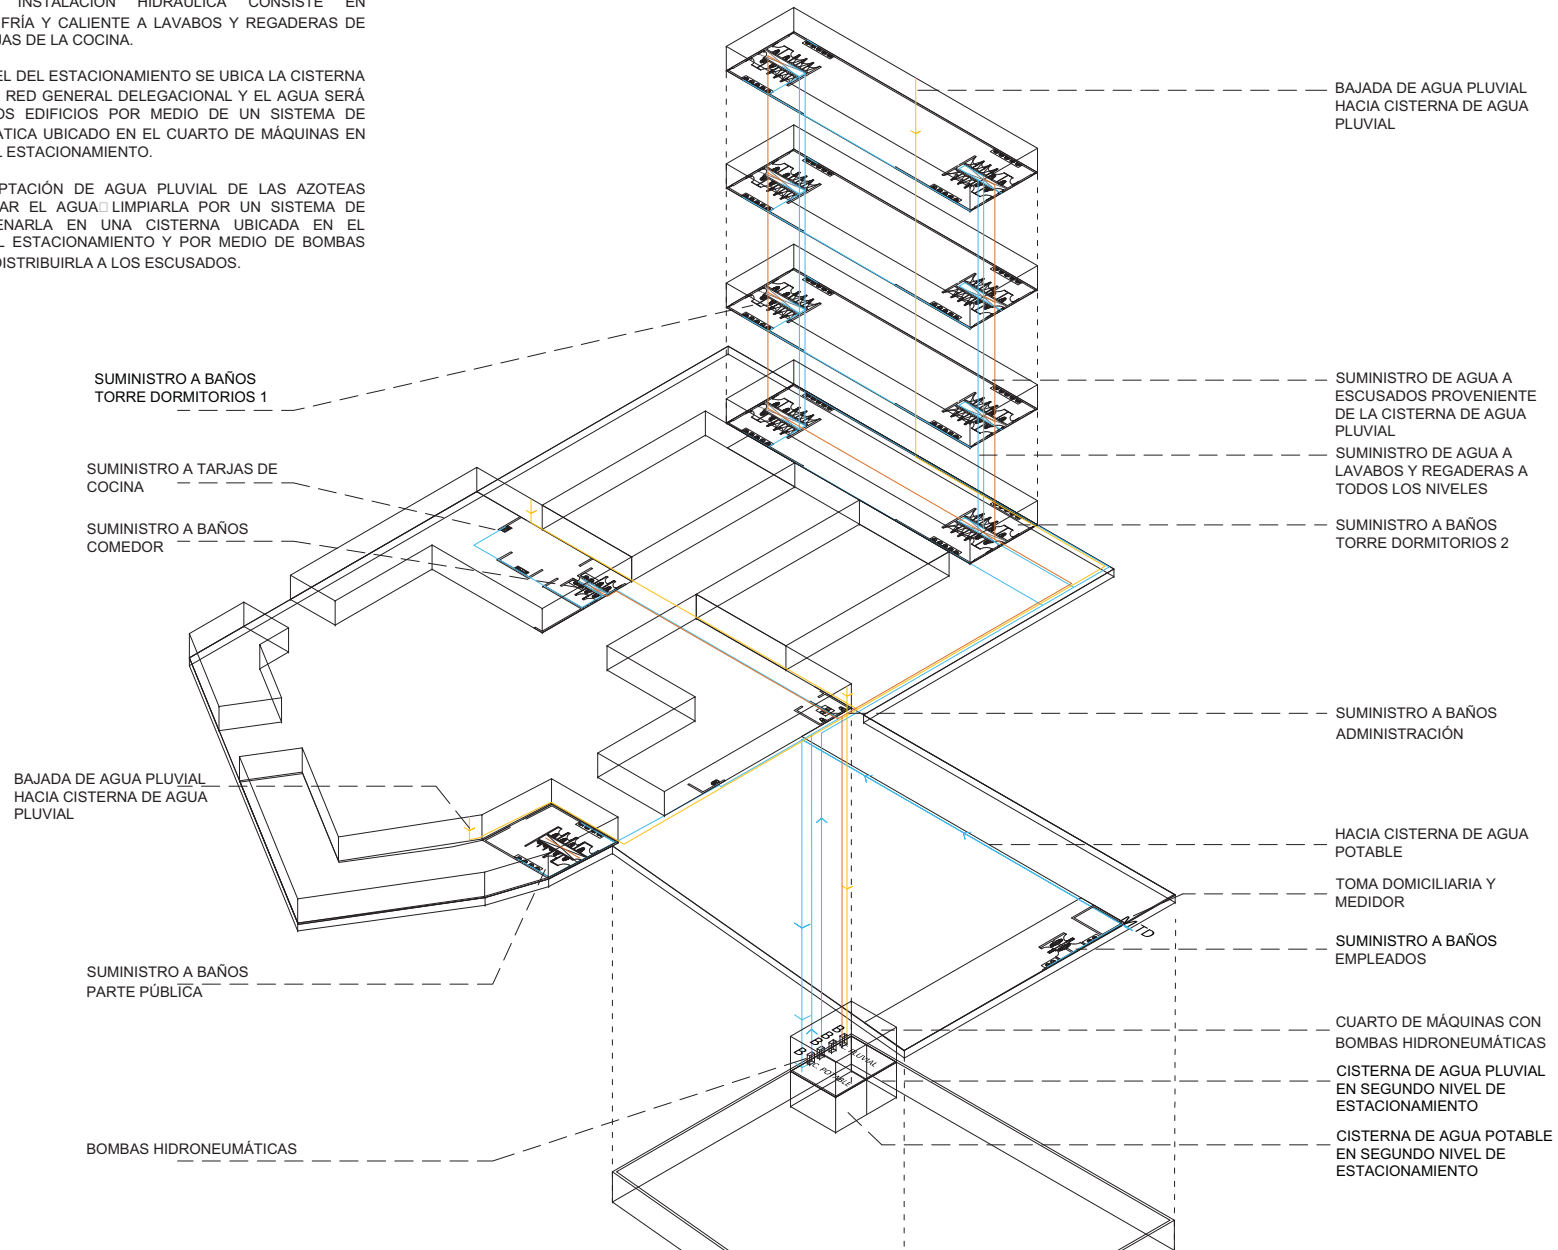 INSTALACIÓN HIDRÁULICA CONSISTE EN
FRÍA Y CALIENTE A LAVABOS Y REGADERAS DE
JAS DE LA COCINA.
EL DEL ESTACIONAMIENTO SE UBICA LA CISTERNA
RED GENERAL DELEGACIONAL Y EL AGUA SERÁ
OS EDIFICIOS POR MEDIO DE UN SISTEMA DE
ÁTICA UBICADO EN EL CUARTO DE MÁQUINAS EN
L ESTACIONAMIENTO.
PTACIÓN DE AGUA PLUVIAL DE LAS AZOTEAS
AR EL AGUA□ LIMPIARLA POR UN SISTEMA DE
ENARLA EN UNA CISTERNA UBICADA EN EL
L ESTACIONAMIENTO Y POR MEDIO DE BOMBAS
DISTRIBUIRLA A LOS ESCUSADOS.
SUMINISTRO A BAÑOS
TORRE DORMITORIOS 1
SUMINISTRO A TARJAS DE
COCINA
SUMINISTRO A BAÑOS
COMEDOR
BAJADA DE AGUA PLUVIAL
HACIA CISTERNA DE AGUA
PLUVIAL
SUMINISTRO A BAÑOS
PARTE PÚBLICA
BOMBAS HIDRONEUMÁTICAS
BAJADA DE AGUA PLUVIAL
HACIA CISTERNA DE AGUA
PLUVIAL
SUMINISTRO DE AGUA A
ESCUSADOS PROVENIENTE
DE LA CISTERNA DE AGUA
PLUVIAL
SUMINISTRO DE AGUA A
LAVABOS Y REGADERAS A
TODOS LOS NIVELES
SUMINISTRO A BAÑOS
TORRE DORMITORIOS 2
SUMINISTRO A BAÑOS
ADMINISTRACIÓN
HACIA CISTERNA DE AGUA
POTABLE
TOMA DOMICILIARIA Y
MEDIDOR
SUMINISTRO A BAÑOS
EMPLEADOS
CUARTO DE MÁQUINAS CON
BOMBAS HIDRONEUMÁTICAS
CISTERNA DE AGUA PLUVIAL
EN SEGUNDO NIVEL DE
ESTACIONAMIENTO
CISTERNA DE AGUA POTABLE
EN SEGUNDO NIVEL DE
ESTACIONAMIENTO
M TD
B
B
B
B
PLUVIAL
POTABLE